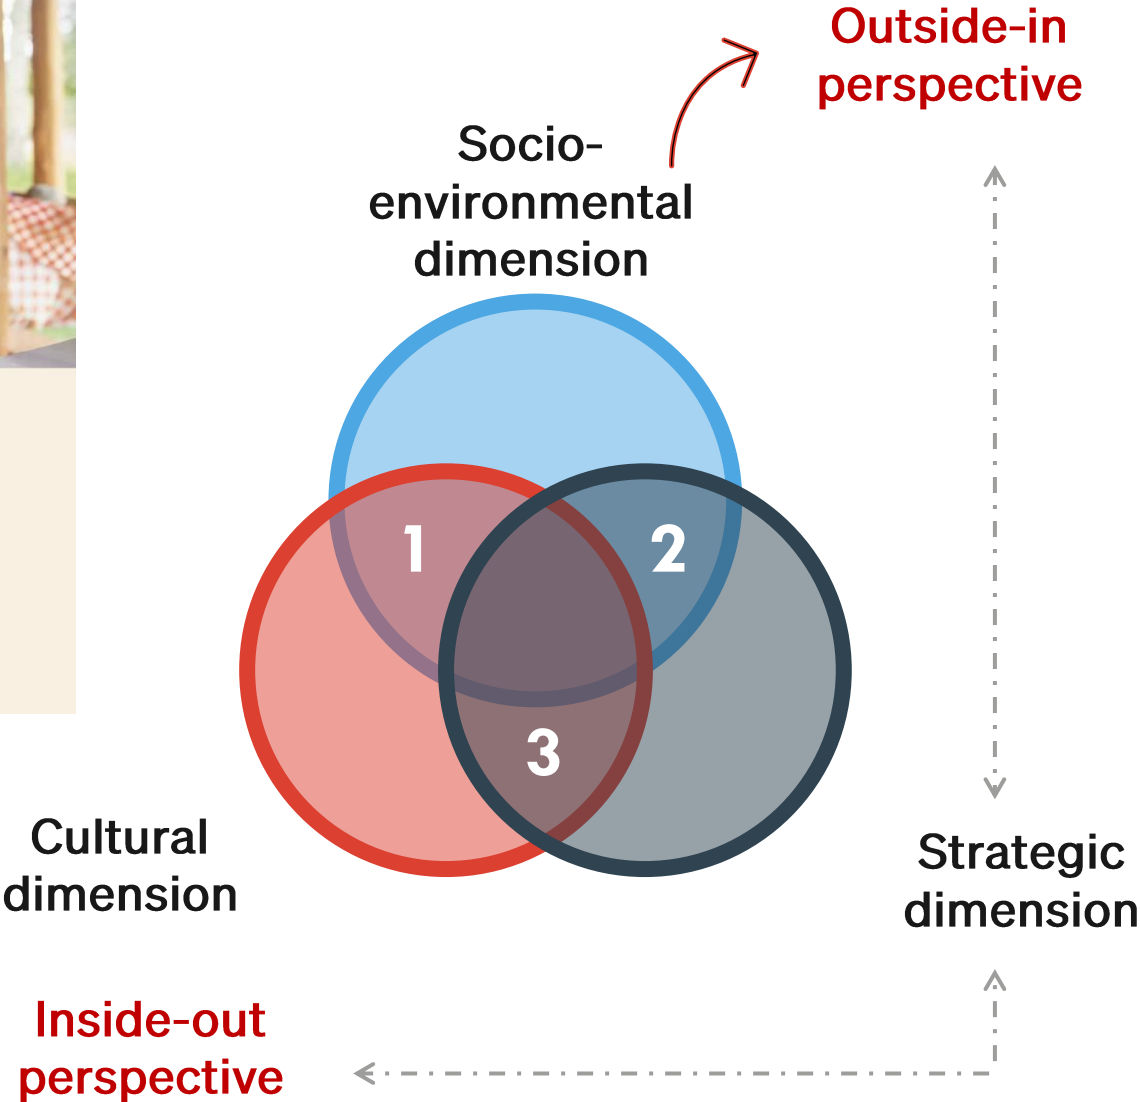 Outside-in
perspective
Socio-
environmental
dimension
1
2
3
Cultural
dimension
Strategic
dimension
Inside-out
perspective